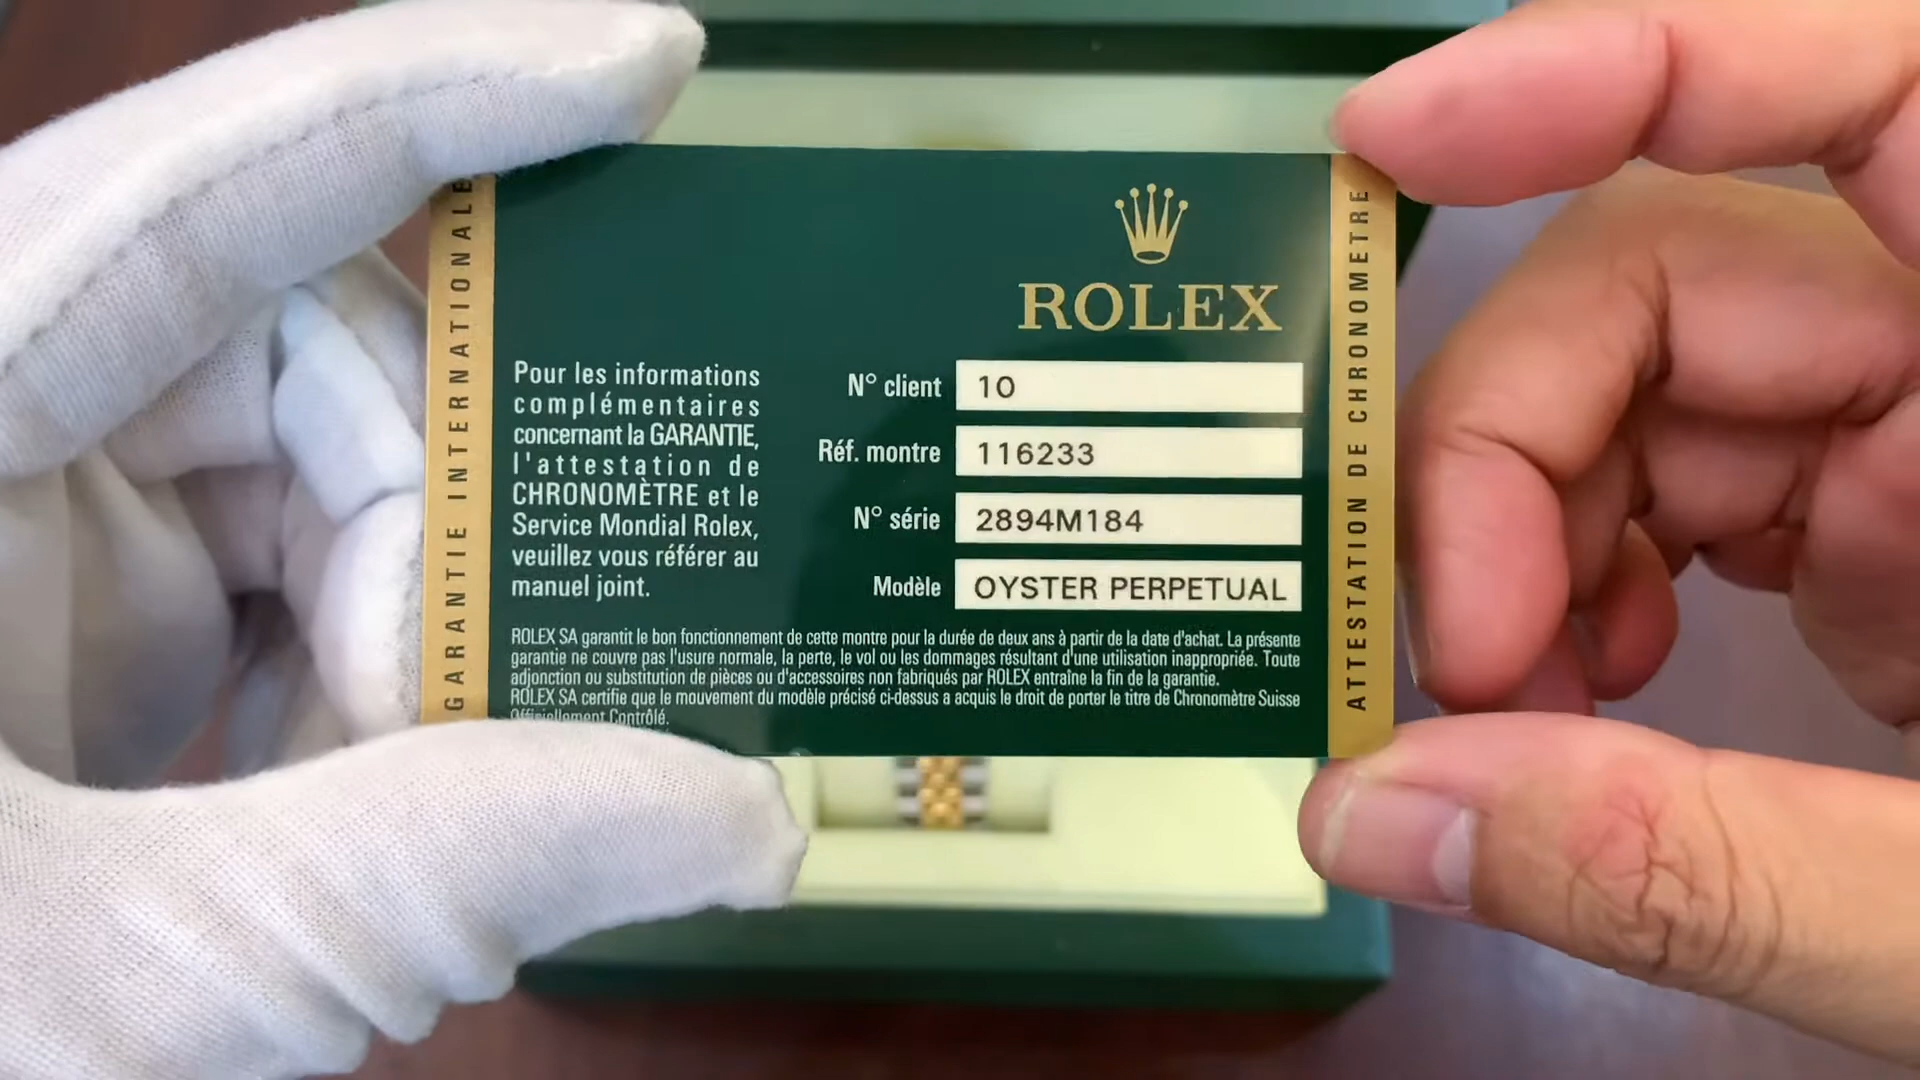 GARANTIE INTERNATIONALE
ROLEX
Pour les informations
complémentaires
concernant la GARANTIE,
l'attestation de
CHRONOMÈTRE et le
Service Mondial Rolex,
veuillez vous référer au
manuel joint.
N° client 10
Réf. montre 116233
N° série 2894M184
Modèle OYSTER PERPETUAL
ROLEX SA garantit le bon fonctionnement de cette montre pour la durée de deux ans à partir de la date d'achat. La présente
garantie ne couvre pas l'usure normale, la perte, le vol ou les dommages résultant d'une utilisation inappropriée. Toute
adjonction ou substitution de pièces ou d'accessoires non fabriqués par ROLEX entraîne la fin de la garantie.
ROLEX SA certifie que le mouvement du modèle précisé ci-dessus a acquis le droit de porter le titre de Chronomètre Suisse
Officiellement Contrôlé.
ATTESTATION DE CHRONOMETRE